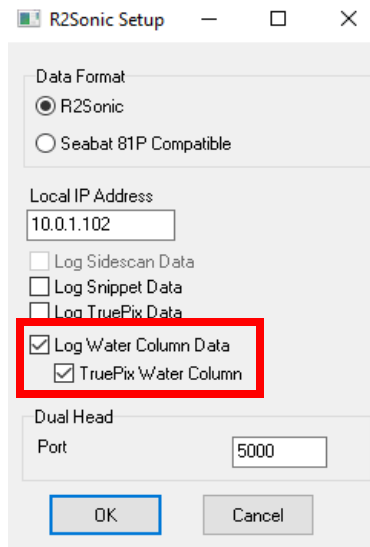 R2Sonic Setup
Data Format
R2Sonic
Seabat 81P Compatible
Local IP Address
10.0.1.102
Log Sidescan Data
Log Snippet Data
Log TruePix Data
Log Water Column Data
TruePix Water Column
Dual Head
Port 5000
OK Cancel